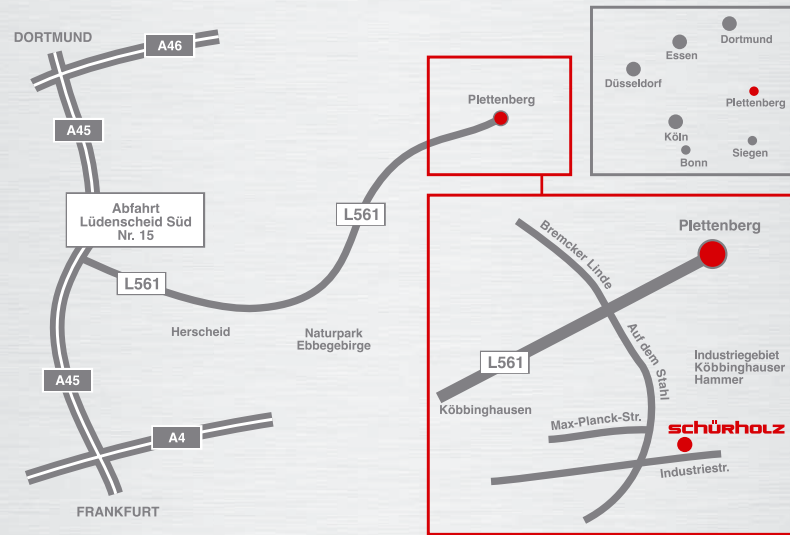 DORTMUND
A46
A45
Abfahrt
Lüdenscheid Süd
Nr. 15
L561
L561
Herscheid
Naturpark
Ebbegebirge
A45
A4
FRANKFURT
Plettenberg
Dortmund
Essen
Düsseldorf
Plettenberg
Köln
Bonn
Siegen
Bremcker Linde
Plettenberg
Auf dem Stahl
L561
Köbbinghausen
Industriegebiet
Köbbinghauser
Hammer
Max-Planck-Str.
schürholz
Industriestr.